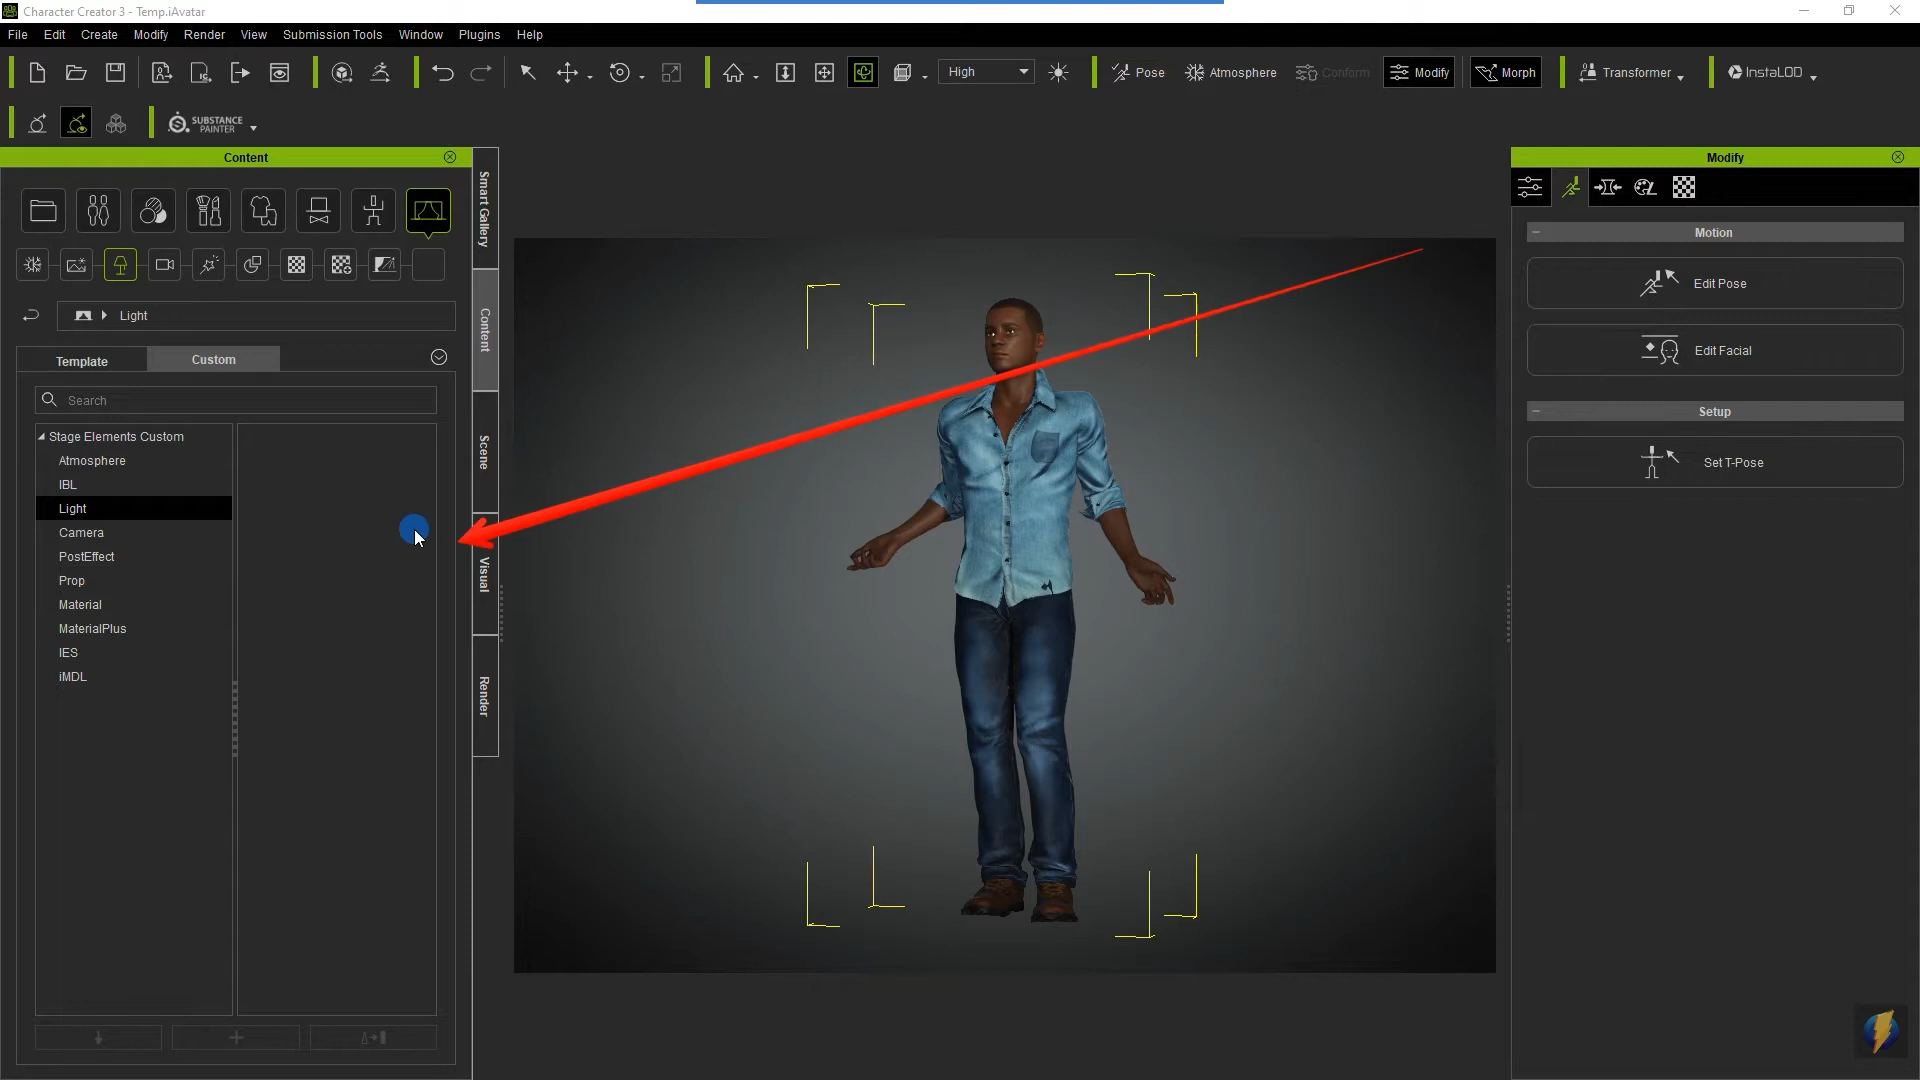 Character Creator 3 - Temp.iAvatar
File Edit Create Modify Render View Submission Tools Window Plugins Help
High Pose Atmosphere Conform Modify Morph Transformer InstaLOD
SUBSTANCE
PAINTER
Content
Smart Gallery
Content
Scene
Visual
Render
Light
Template Custom
Search
Stage Elements Custom
Atmosphere
IBL
Light
Camera
PostEffect
Prop
Material
MaterialPlus
IES
iMDL
Modify
Motion
Edit Pose
Edit Facial
Setup
Set T-Pose